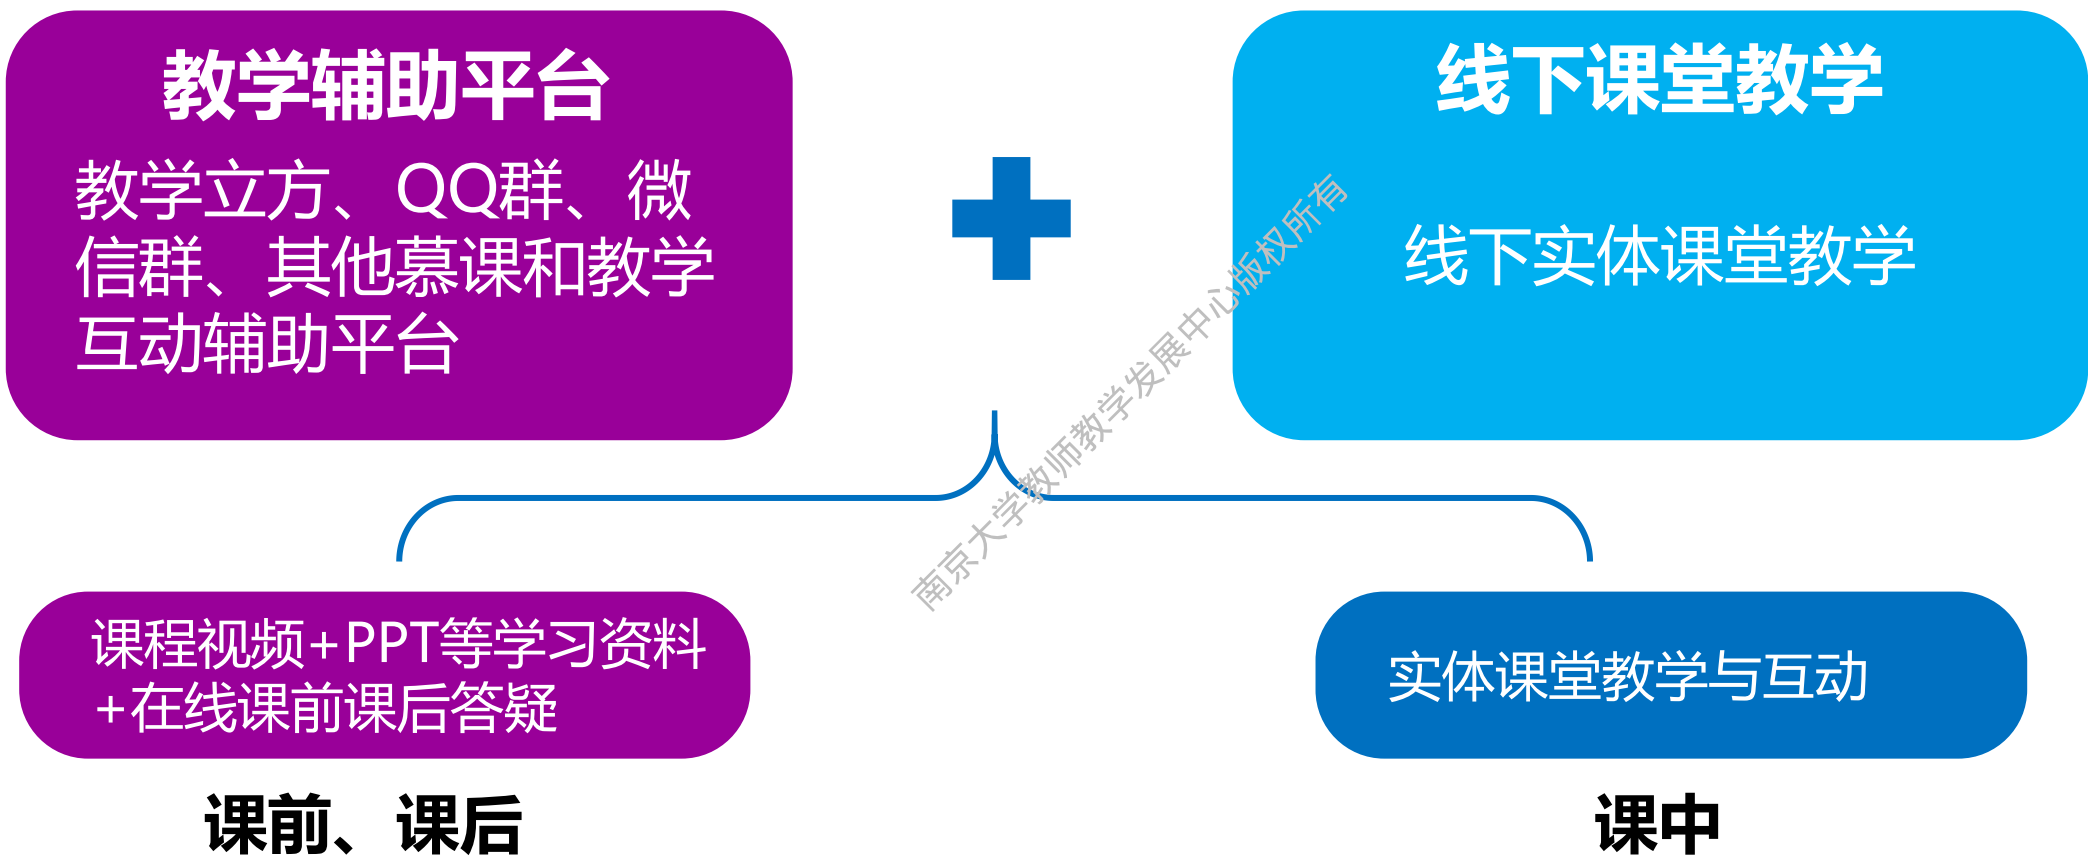 教学辅助平台
教学立方、QQ群、微
信群、其他慕课和教学
互动辅助平台
线下课堂教学
线下实体课堂教学
南京大学教师教学发展中心版权所有
课程视频+PPT等学习资料
+在线课前课后答疑
实体课堂教学与互动
课前、课后
课中